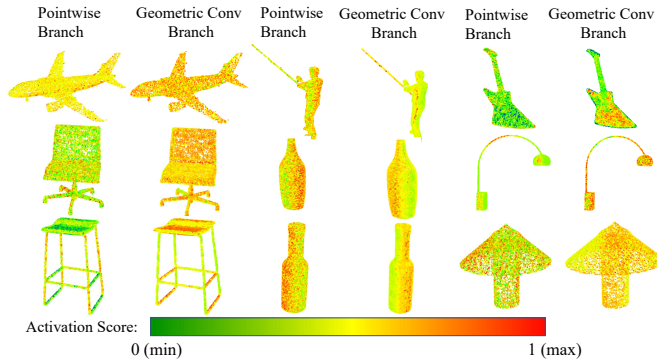 Pointwise Branch
Geometric Conv Branch
Pointwise Branch
Geometric Conv Branch
Pointwise Branch
Geometric Conv Branch
Activation Score:
0 (min)
1 (max)